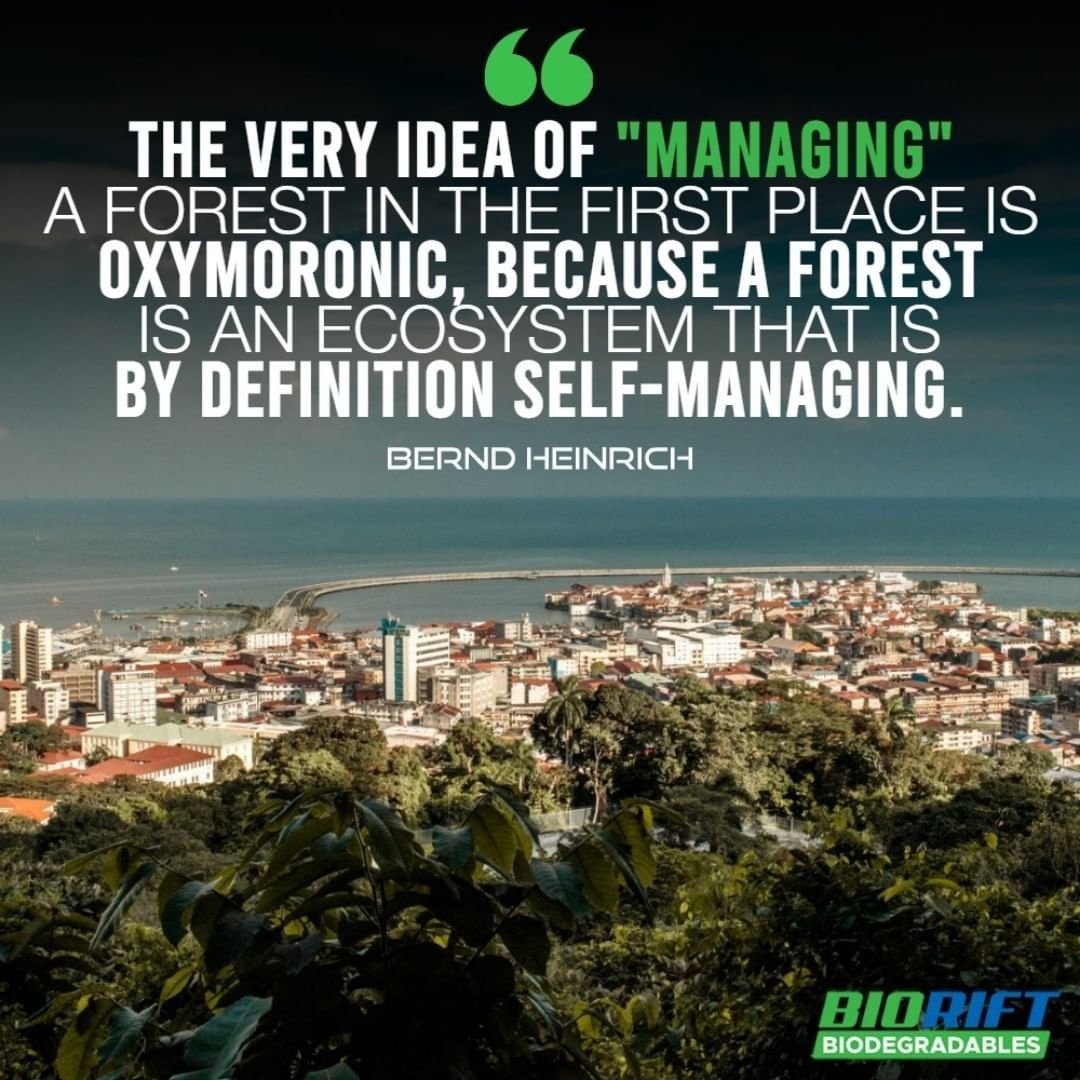 THE VERY IDEA OF "MANAGING"
A FOREST IN THE FIRST PLACE IS
OXYMORONIC, BECAUSE A FOREST
IS AN ECOSYSTEM THAT IS
BY DEFINITION SELF-MANAGING.
BERND HEINRICH
BIORIFT
BIODEGRADABLES